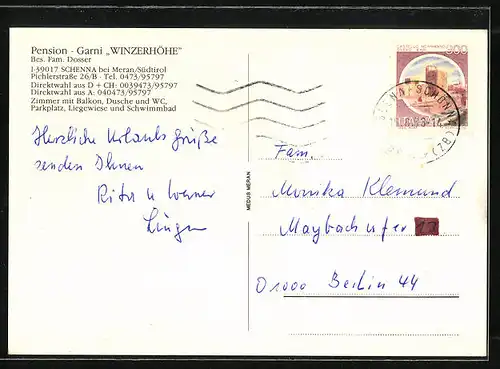 Pension - Garni „WINZERHÖHE"
Bes. Fam. Dosser
I-39017 SCHENNA bei Meran/Südtirol
Pichlerstraße 26/B - Tel. 0473/95797
Direktwahl aus D + CH: 0039473/95797
Direktwahl aus A: 040473/95797
Zimmer mit Balkon, Dusche und WC,
Parkplatz, Liegewiese und Schwimmbad
Herzliche Urlaubsgrüße
senden Ihnen
Rita u Werner
MEDUS MERAN
Fam.
Monika Klemund
Maybachufer
D1000 Berlin 44